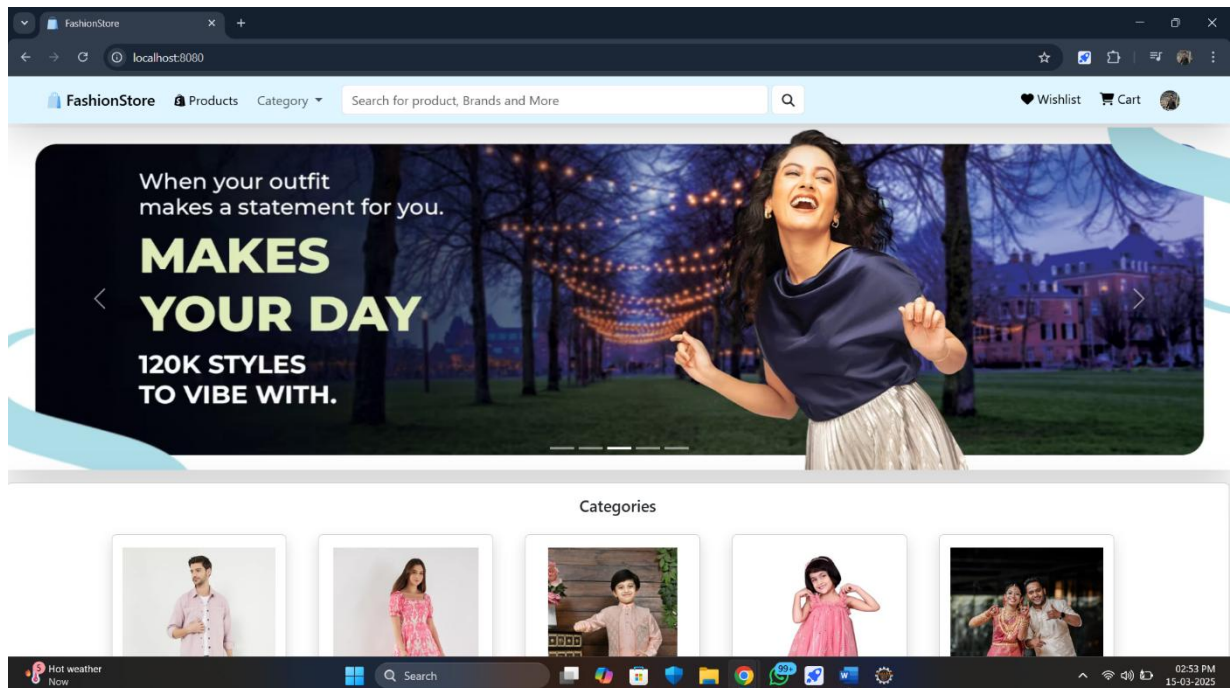 FashionStore
localhost:8080
FashionStore Products Category Search for product, Brands and More Wishlist Cart
When your outfit
makes a statement for you.
MAKES
YOUR DAY
120K STYLES
TO VIBE WITH.
Categories
5 Hot weather
Now
Search
99+
02:53 PM
15-03-2025